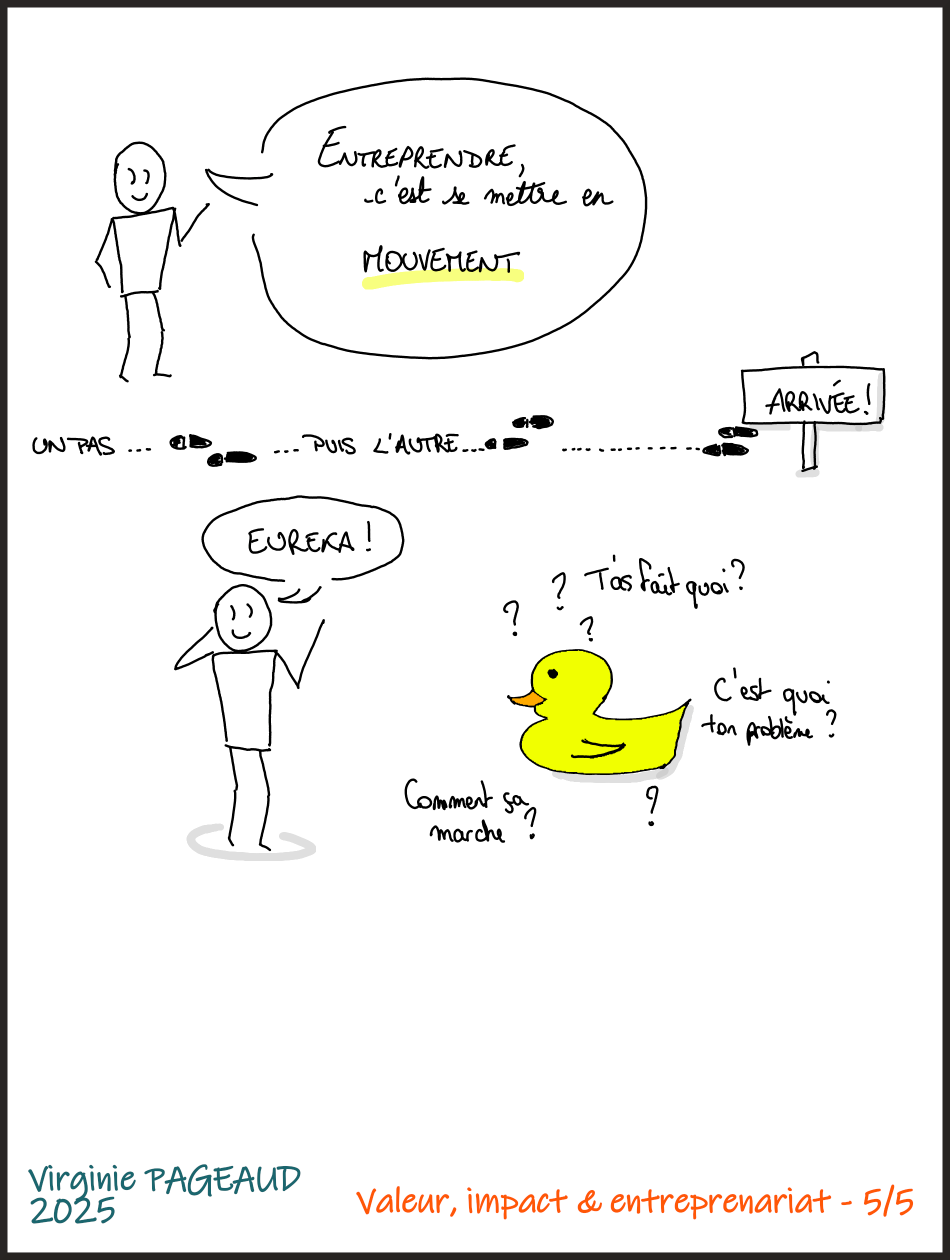 ENTREPRENDRE,
c'est se mettre en
MOUVEMENT
ARRIVÉE !
UN PAS ... ... PUIS L'AUTRE... ..............
EUREKA !
? ? T'as fait quoi ?
?
C'est quoi
ton problème ?
Comment ça
marche ?
?
Virginie PAGEAUD
2025
Valeur, impact & entreprenariat - 5/5